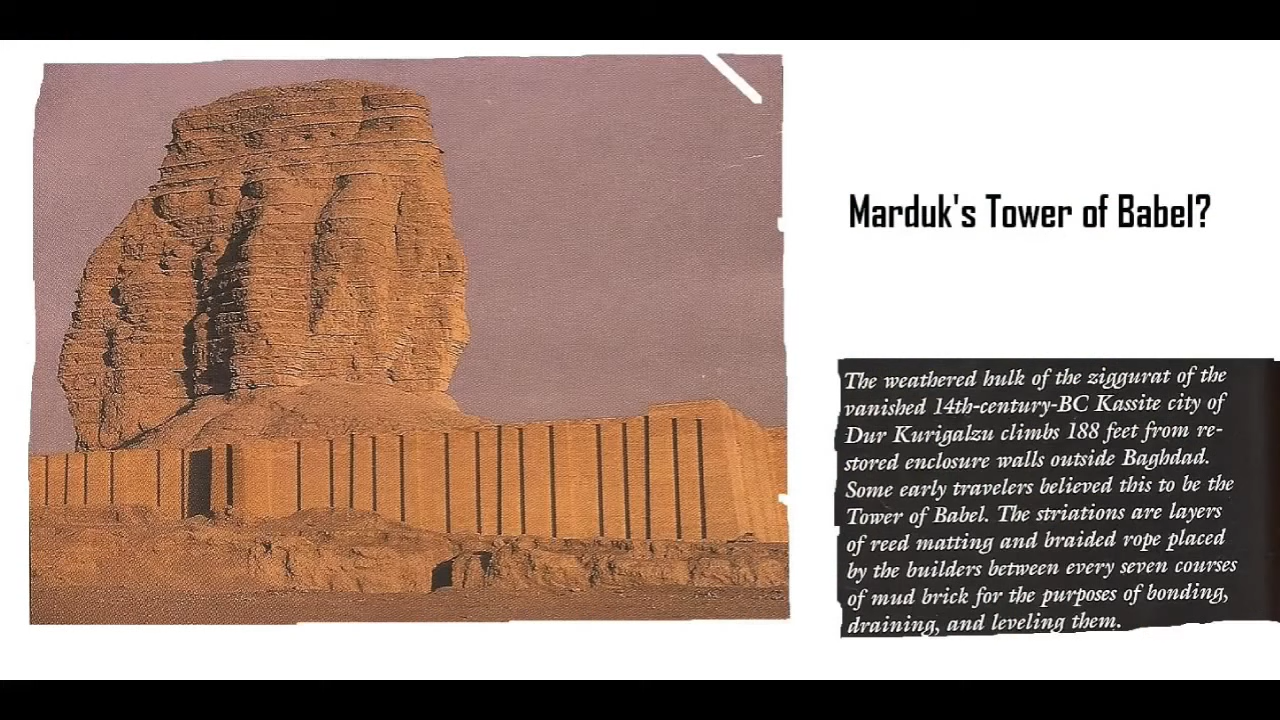 Marduk's Tower of Babel?
The weathered hulk of the ziggurat of the
vanished 14th-century-BC Kassite city of
Dur Kurigalzu climbs 188 feet from re-
stored enclosure walls outside Baghdad.
Some early travelers believed this to be the
Tower of Babel. The striations are layers
of reed matting and braided rope placed
by the builders between every seven courses
of mud brick for the purposes of bonding,
draining, and leveling them.